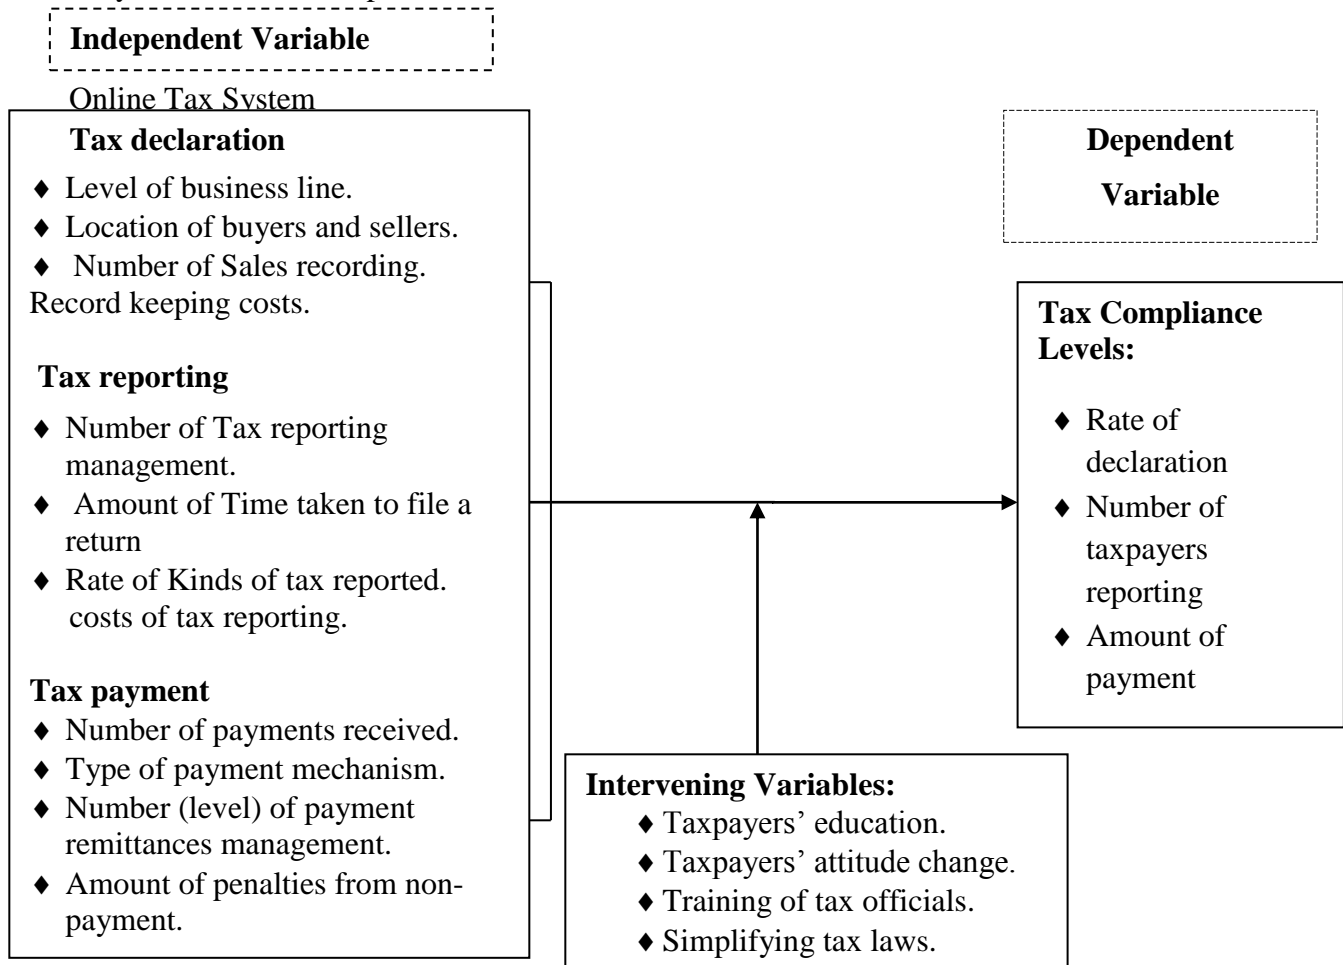 Independent Variable
Online Tax System
Tax declaration
♦ Level of business line.
♦ Location of buyers and sellers.
♦ Number of Sales recording.
Record keeping costs.
Tax reporting
♦ Number of Tax reporting
management.
♦ Amount of Time taken to file a
return
♦ Rate of Kinds of tax reported.
costs of tax reporting.
Tax payment
♦ Number of payments received.
♦ Type of payment mechanism.
♦ Number (level) of payment
remittances management.
♦ Amount of penalties from non-
payment.
Dependent
Variable
Tax Compliance
Levels:
♦ Rate of
declaration
♦ Number of
taxpayers
reporting
♦ Amount of
payment
Intervening Variables:
♦ Taxpayers’ education.
♦ Taxpayers’ attitude change.
♦ Training of tax officials.
♦ Simplifying tax laws.